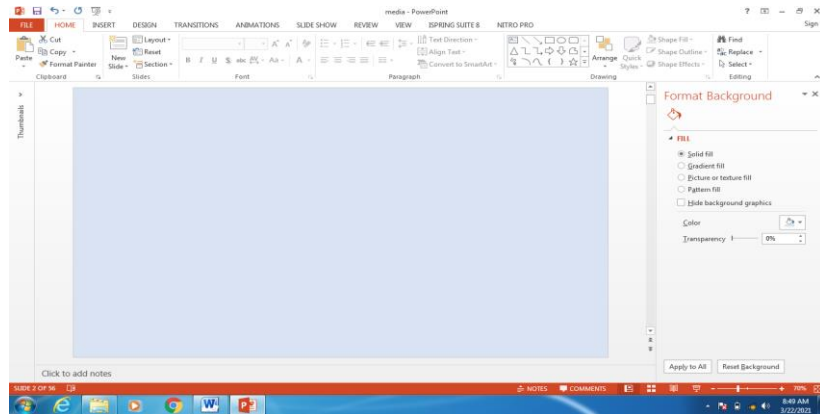 media - PowerPoint
Sign
FILE HOME INSERT DESIGN TRANSITIONS ANIMATIONS SLIDE SHOW REVIEW VIEW ISPRING SUITE 8 NITRO PRO
Paste
Cut
Copy
Format Painter
Clipboard
New Slide
Layout
Reset
Section
Slides
B I U S abc AV Aa A
Font
Text Direction
Align Text
Convert to SmartArt
Paragraph
Arrange
Quick Styles
Shape Fill
Shape Outline
Shape Effects
Drawing
Find
Replace
Select
Editing
Thumbnails
Format Background
FILL
Solid fill
Gradient fill
Picture or texture fill
Pattern fill
Hide background graphics
Color
Transparency 0%
Apply to All Reset Background
Click to add notes
SLIDE 2 OF 56 NOTES COMMENTS 70%
8:49 AM
3/22/2021